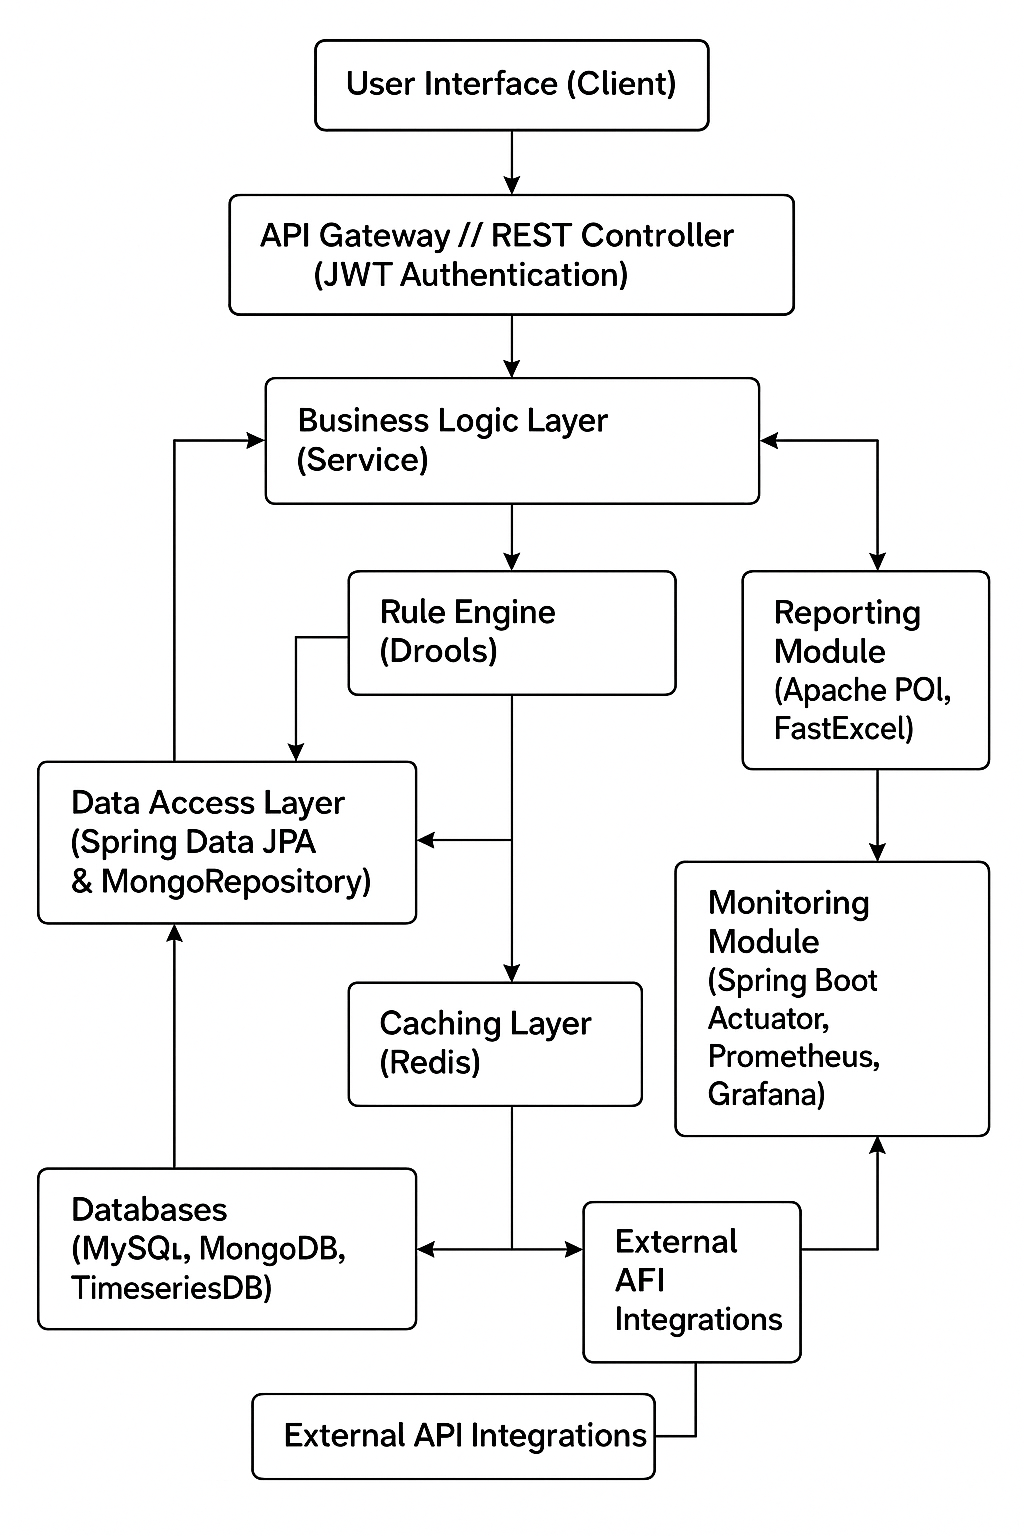 User Interface (Client)
API Gateway // REST Controller
(JWT Authentication)
Business Logic Layer
(Service)
Rule Engine
(Drools)
Reporting
Module
(Apache POl,
FastExcel)
Data Access Layer
(Spring Data JPA
& MongoRepository)
Monitoring
Module
(Spring Boot
Actuator,
Prometheus,
Grafana)
Caching Layer
(Redis)
Databases
(MySQʟ, MongoDB,
TimeseriesDB)
External
AFI
Integrations
External API Integrations